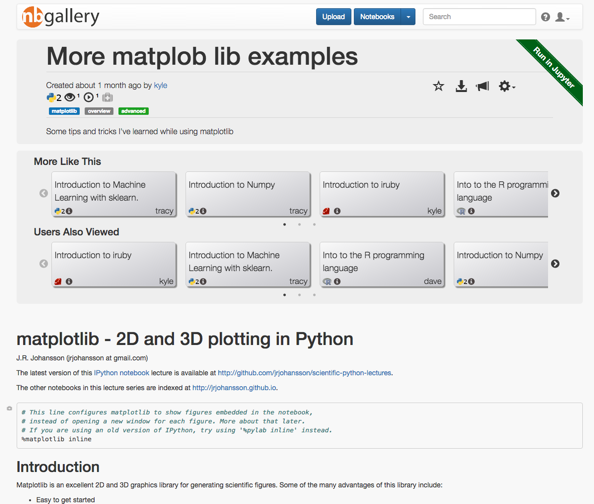 nbgallery
Upload Notebooks Search
More matplob lib examples
Run in Jupyter
Created about 1 month ago by kyle
2 1 1
matplotlib overview advanced
Some tips and tricks I've learned while using matplotlib
More Like This
Introduction to Machine
Learning with sklearn.
2 tracy
Introduction to Numpy
2 tracy
Introduction to iruby
kyle
Into to the R programmi
language
Users Also Viewed
Introduction to iruby
kyle
Introduction to Machine
Learning with sklearn.
2 tracy
Into to the R programming
language
dave
Introduction to Numpy
2
matplotlib - 2D and 3D plotting in Python
J.R. Johansson (jrjohansson at gmail.com)
The latest version of this IPython notebook lecture is available at http://github.com/jrjohansson/scientific-python-lectures.
The other notebooks in this lecture series are indexed at http://jrjohansson.github.io.
# This line configures matplotlib to show figures embedded in the notebook,
# instead of opening a new window for each figure. More about that later.
# If you are using an old version of IPython, try using '%pylab inline' instead.
%matplotlib inline
Introduction
Matplotlib is an excellent 2D and 3D graphics library for generating scientific figures. Some of the many advantages of this library include:
• Easy to get started